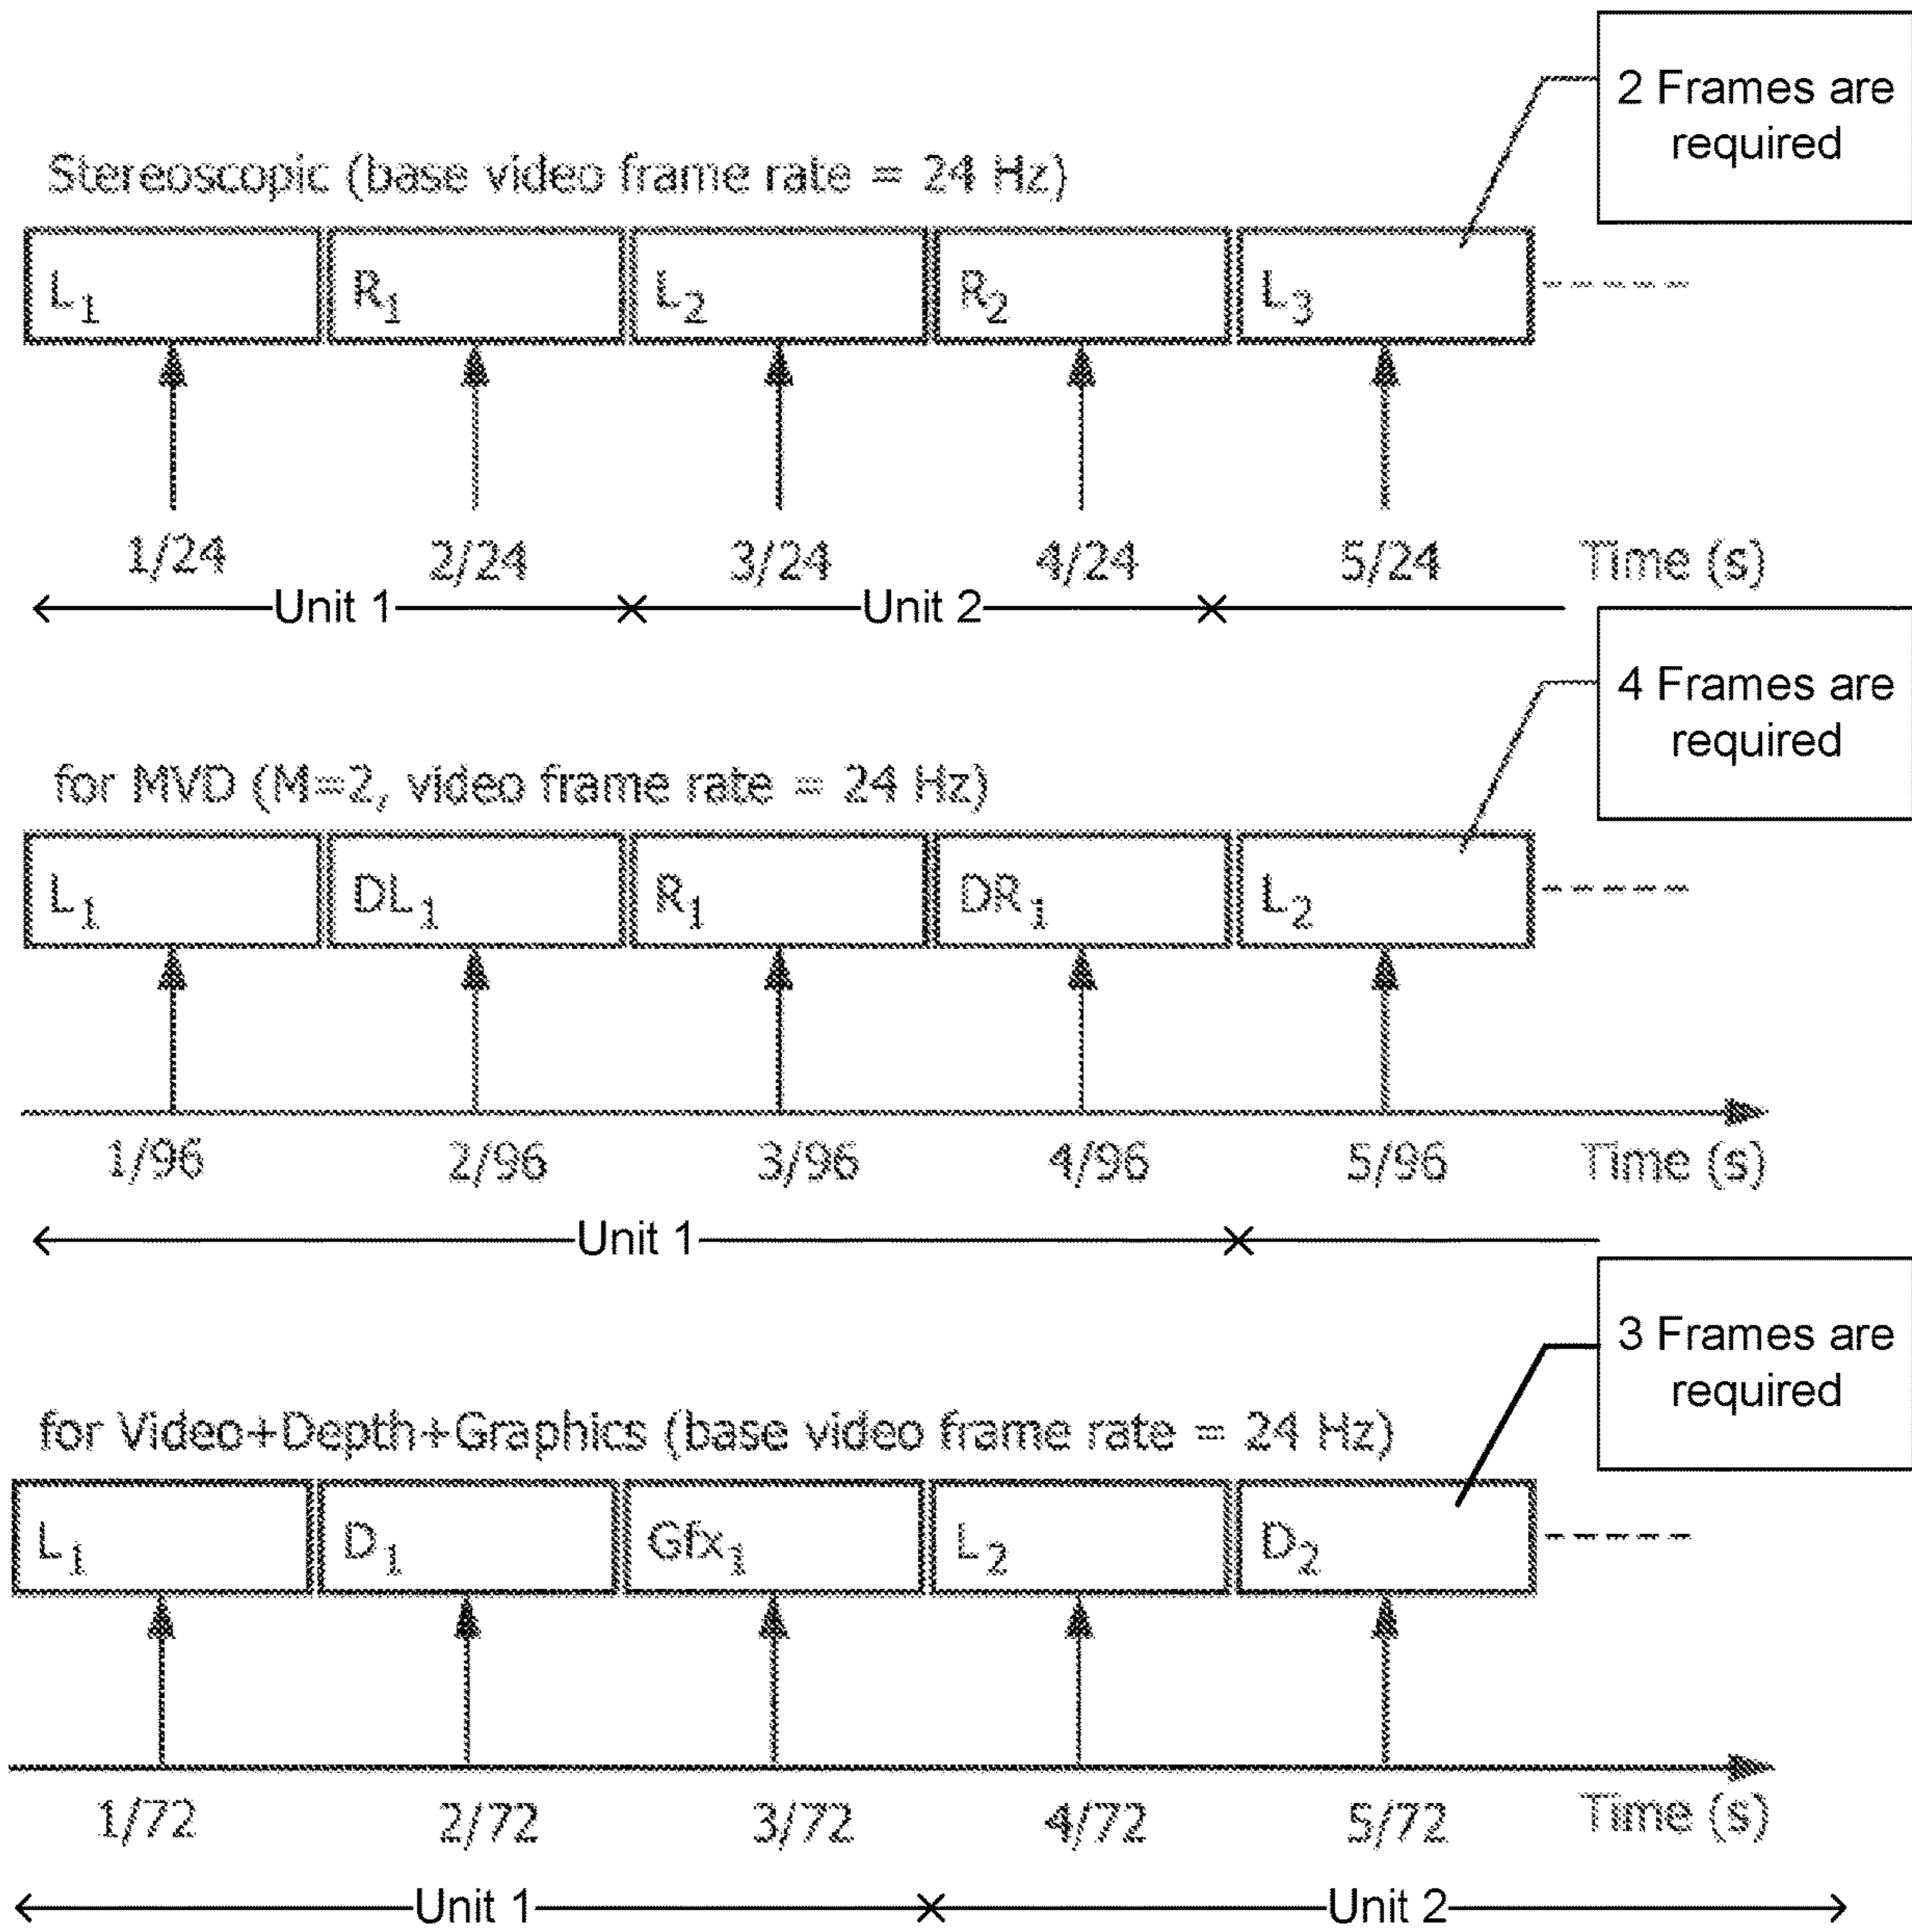 2 Frames are
required
Stereoscopic (base video frame rate = 24 Hz)
L1 R1 L2 R2 L3
1/24 2/24 3/24 4/24 5/24 Time (s)
Unit 1 Unit 2
4 Frames are
required
for MVD (M=2, video frame rate = 24 Hz)
L1 DL1 R1 DR1 L2
1/96 2/96 3/96 4/96 5/96 Time (s)
Unit 1
3 Frames are
required
for Video+Depth+Graphics (base video frame rate = 24 Hz)
L1 D1 Gfx1 L2 D2
1/72 2/72 3/72 4/72 5/72 Time (s)
Unit 1 Unit 2